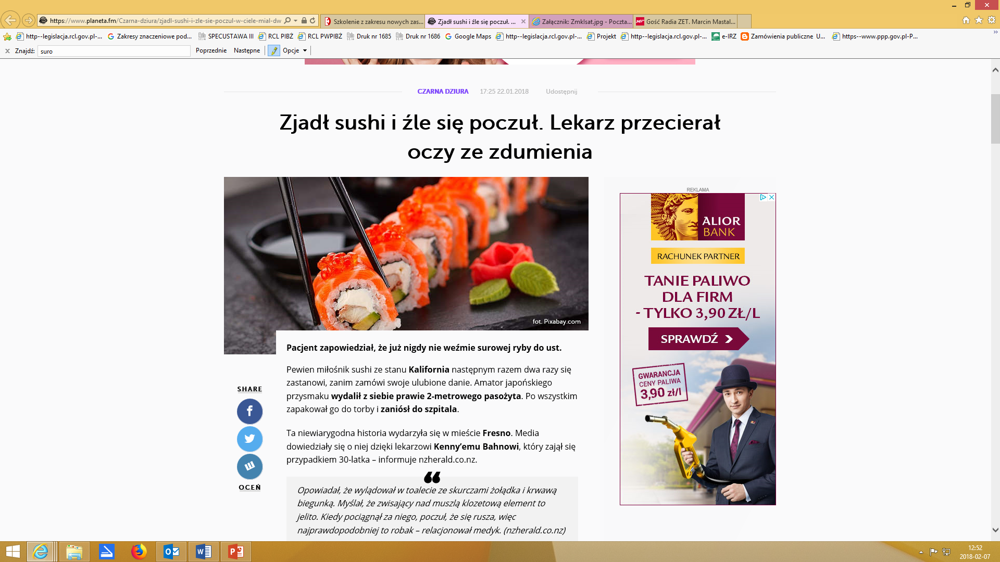 https://www.planeta.fm/Czarna-dziura/zjadl-sushi-i-zle-sie-poczul-w-ciele-mial-dw
Szkolenie z zakresu nowych zas...
Zjadł sushi i źle się poczuł. ...
Załącznik: Zmklsat.jpg - Poczta...
Gość Radia ZET. Marcin Mastal...
http--legislacja.rcl.gov.pl-...
Zakresy znaczeniowe pod...
SPECUSTAWA III
RCL PIBŻ
RCL PWPIBŻ
Druk nr 1685
Druk nr 1686
Google Maps
http--legislacja.rcl.gov.pl-...
Projekt
http--legislacja.rcl.gov.pl-...
e-IRZ
Zamówienia publiczne U...
https--www.ppp.gov.pl-P...
Znajdź: suro Poprzednie Następne Opcje
CZARNA DZIURA 17:25 22.01.2018 Udostępnij
Zjadł sushi i źle się poczuł. Lekarz przecierał
oczy ze zdumienia
fot. Pixabay.com
Pacjent zapowiedział, że już nigdy nie weźmie surowej ryby do ust.
Pewien miłośnik sushi ze stanu Kalifornia następnym razem dwa razy się
zastanowi, zanim zamówi swoje ulubione danie. Amator japońskiego
przysmaku wydalił z siebie prawie 2-metrowego pasożyta. Po wszystkim
zapakował go do torby i zaniósł do szpitala.
Ta niewiarygodna historia wydarzyła się w mieście Fresno. Media
dowiedziały się o niej dzięki lekarzowi Kenny’emu Bahnowi, który zajął się
przypadkiem 30-latka – informuje nzherald.co.nz.
Opowiadał, że wylądował w toalecie ze skurczami żołądka i krwawą
biegunką. Myślał, że zwisający nad muszlą klozetową element to
jelito. Kiedy pociągnął za niego, poczuł, że się rusza, więc
najprawdopodobniej to robak – relacjonował medyk. (nzherald.co.nz)
SHARE
OCEŃ
REKLAMA
ALIOR
BANK
RACHUNEK PARTNER
TANIE PALIWO
DLA FIRM
- TYLKO 3,90 ZŁ/L
SPRAWDŹ
GWARANCJA
CENY PALIWA
3,90 zł/l
12:52
2018-02-07